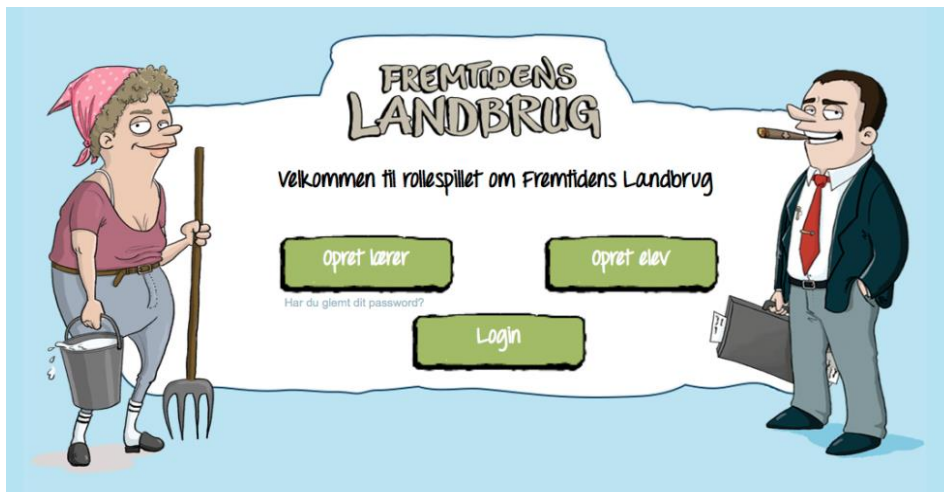 FREMTIDENS
LANDBRUG
Velkommen til rollespillet om Fremtidens Landbrug
Opret lærer
Opret elev
Har du glemt dit password?
Login